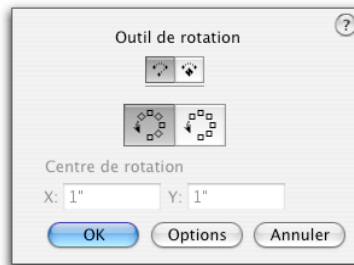 ?
Outil de rotation
Centre de rotation
X: 1" Y: 1"
OK Options Annuler